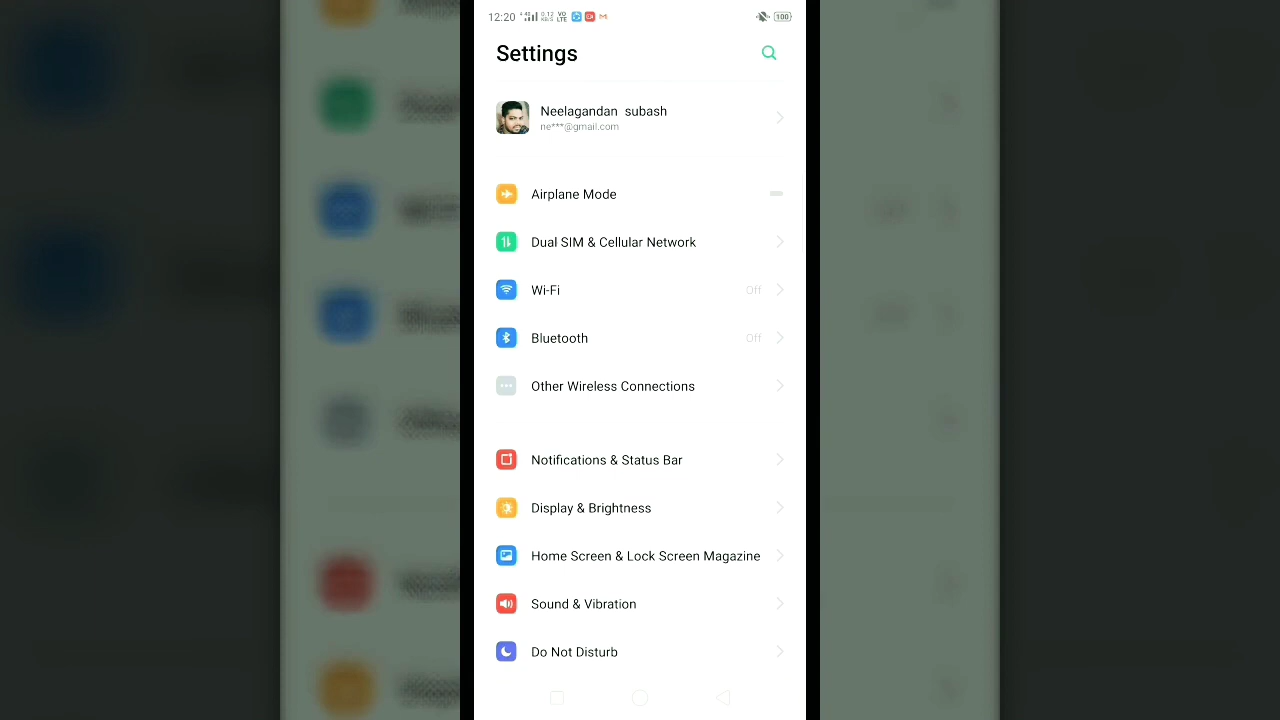 12:20 100
Settings
Neelagandan subash
ne***@gmail.com
Airplane Mode
Dual SIM & Cellular Network
Wi-Fi Off
Bluetooth Off
Other Wireless Connections
Notifications & Status Bar
Display & Brightness
Home Screen & Lock Screen Magazine
Sound & Vibration
Do Not Disturb